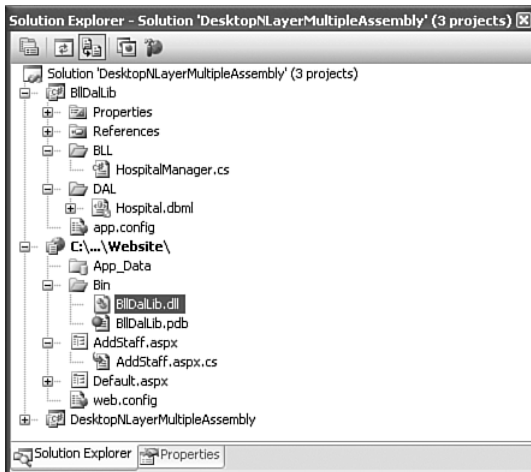 Solution Explorer - Solution 'DesktopNLayerMultipleAssembly' (3 projects)
Solution 'DesktopNLayerMultipleAssembly' (3 projects)
BllDalLib
Properties
References
BLL
HospitalManager.cs
DAL
Hospital.dbml
app.config
C:\...\Website\
App_Data
Bin
BllDalLib.dll
BllDalLib.pdb
AddStaff.aspx
AddStaff.aspx.cs
Default.aspx
web.config
DesktopNLayerMultipleAssembly
Solution Explorer Properties